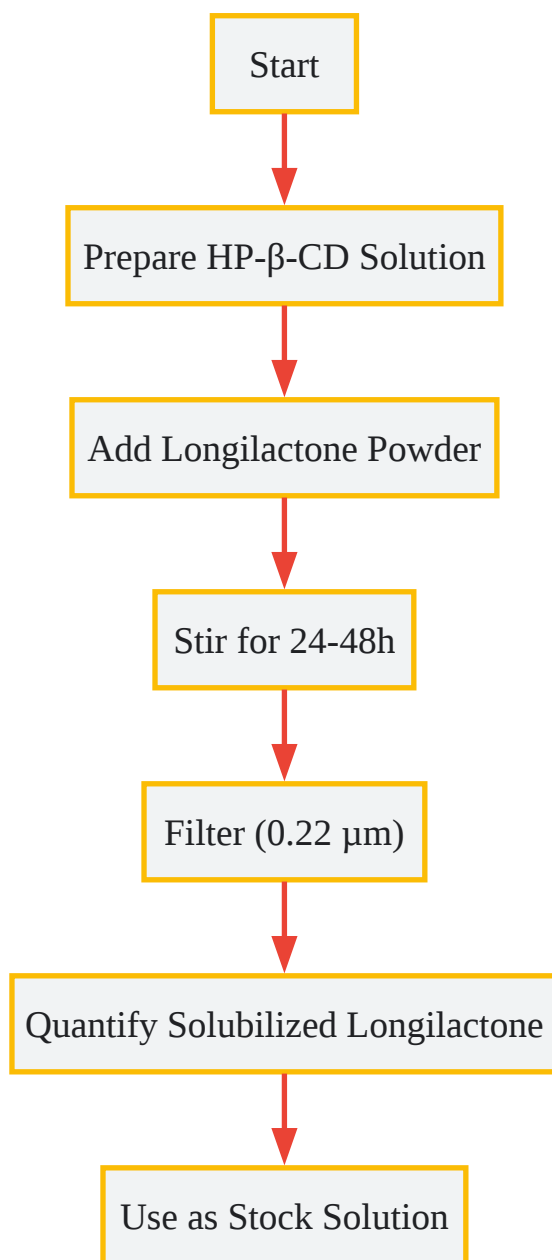 Start
Prepare HP-β-CD Solution
Add Longilactone Powder
Stir for 24-48h
Filter (0.22 µm)
Quantify Solubilized Longilactone
Use as Stock Solution